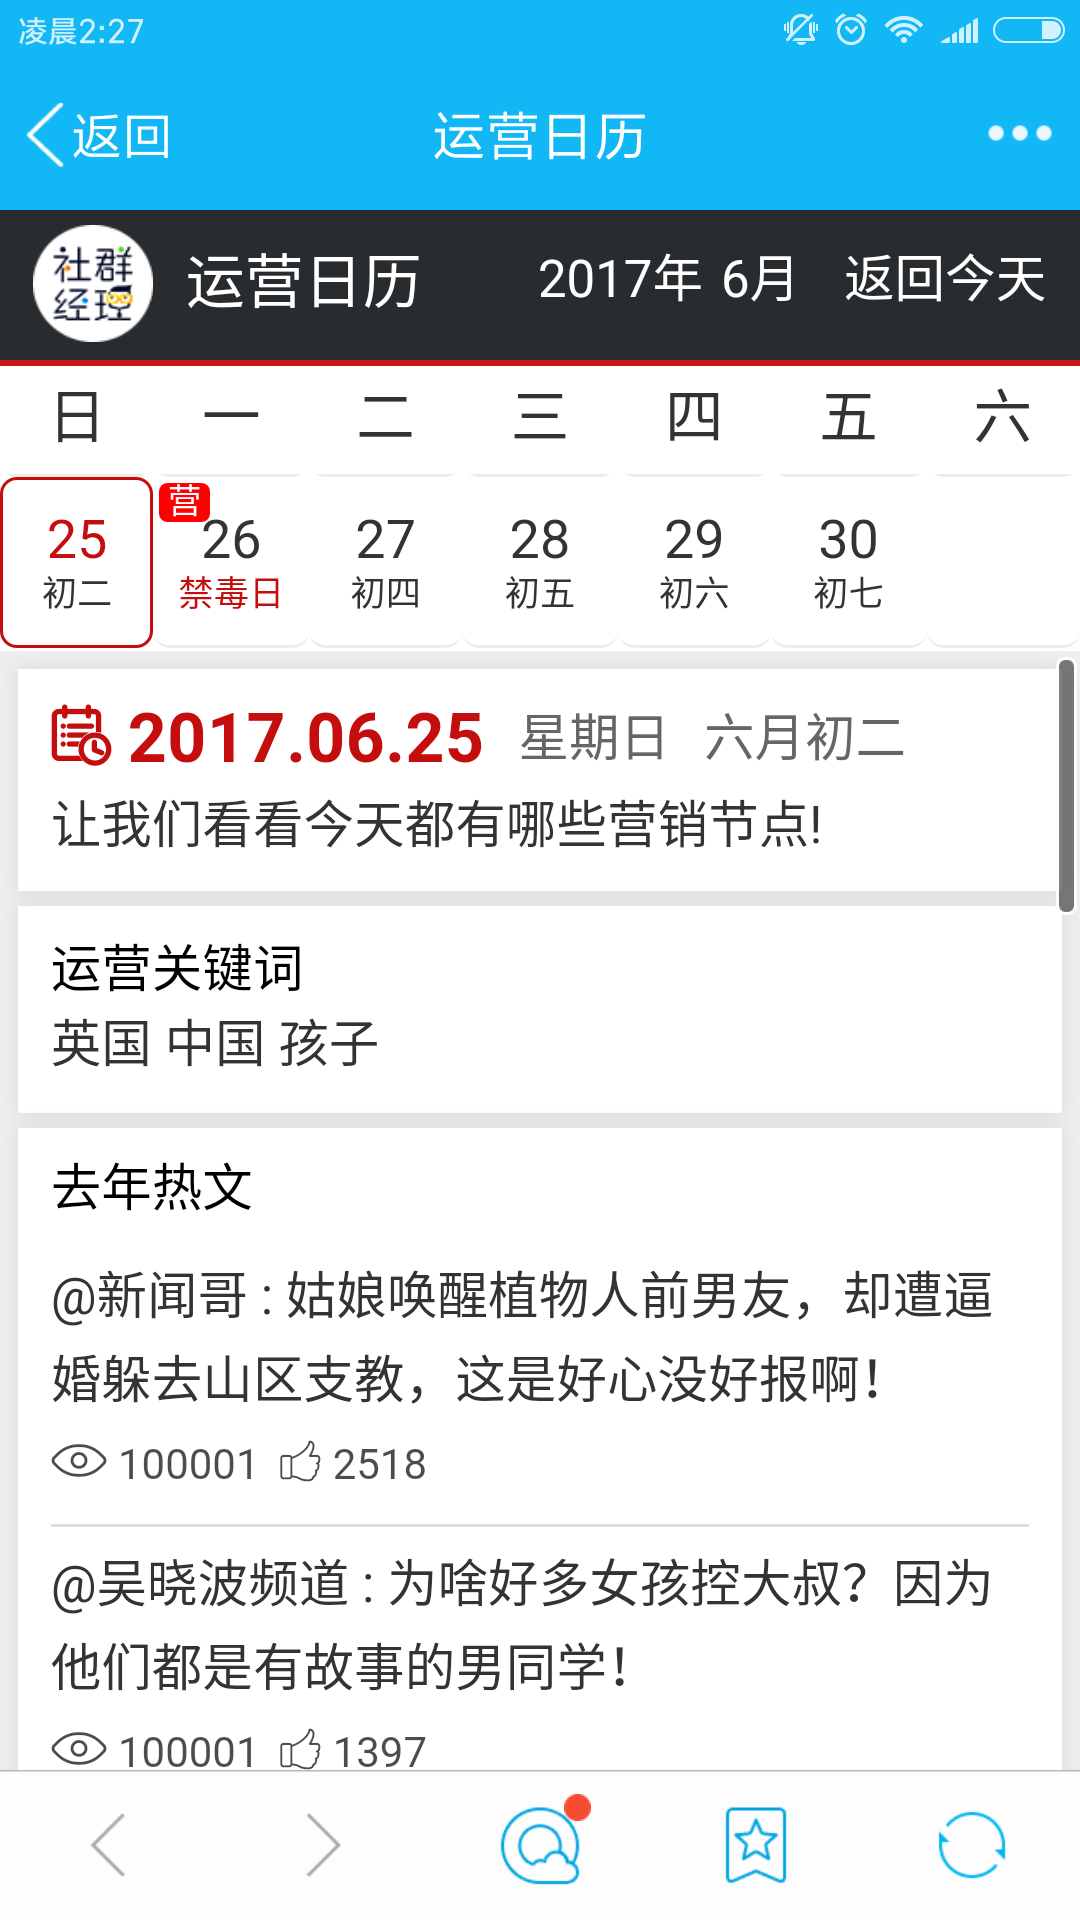 凌晨2:27
返回
运营日历
社群
经理
运营日历
2017年 6月
返回今天
日 一 二 三 四 五 六
营
25 26 27 28 29 30
初二 禁毒日 初四 初五 初六 初七
2017.06.25 星期日 六月初二
让我们看看今天都有哪些营销节点!
运营关键词
英国 中国 孩子
去年热文
@新闻哥 : 姑娘唤醒植物人前男友，却遭逼
婚躲去山区支教，这是好心没好报啊！
100001 2518
@吴晓波频道 : 为啥好多女孩控大叔？因为
他们都是有故事的男同学！
100001 1397